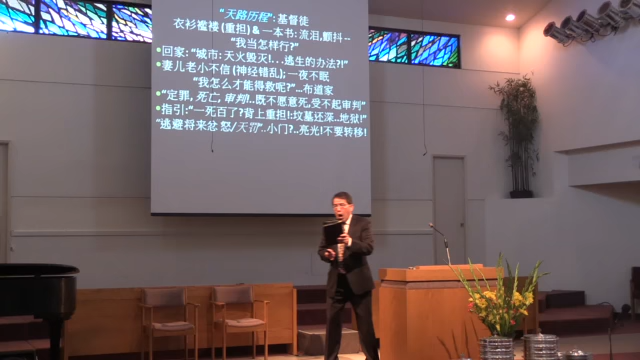 “天路历程”: 基督徒
衣衫褴褛 (重担) & 一本书: 流泪,颤抖--
“我当怎样行?”
•回家: “城市: 天火毁灭!...逃生的办法?!”
•妻儿老小不信 (神经错乱); 一夜不眠
“我怎么才能得救呢?”...布道家
•“定罪, 死亡, 审判!..既不愿意死,受不起审判”
•指引: “一死百了?背上重担!:坟墓还深...地狱!”
“逃避将来忿怒/天罚”..小门?..亮光!不要转移!